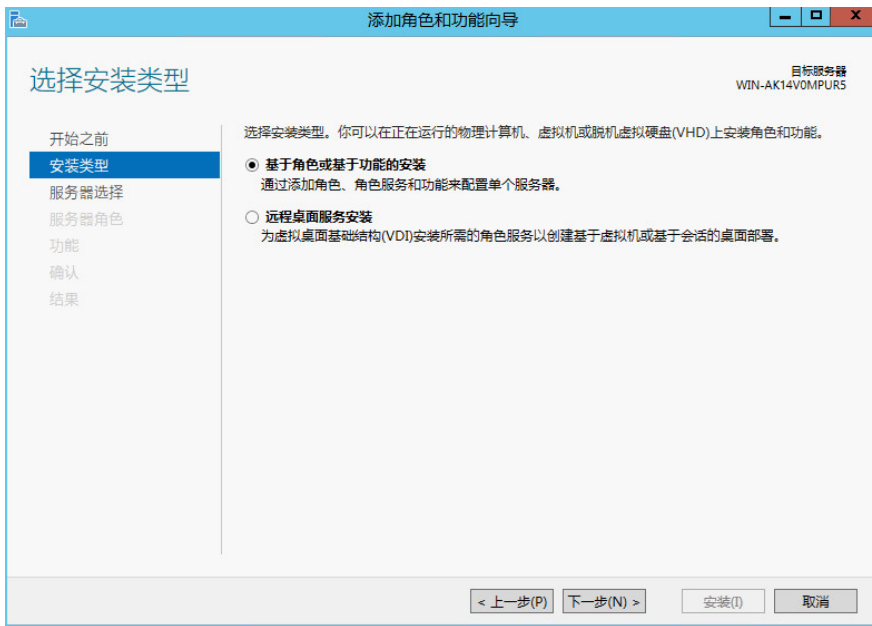 添加角色和功能向导
选择安装类型
目标服务器
WIN-AK14V0MPUR5
开始之前
安装类型
服务器选择
服务器角色
功能
确认
结果
选择安装类型。你可以在正在运行的物理计算机、虚拟机或脱机虚拟硬盘(VHD)上安装角色和功能。
基于角色或基于功能的安装
通过添加角色、角色服务和功能来配置单个服务器。
远程桌面服务安装
为虚拟桌面基础结构(VDI)安装所需的角色服务以创建基于虚拟机或基于会话的桌面部署。
< 上一步(P) 下一步(N) > 安装(I) 取消